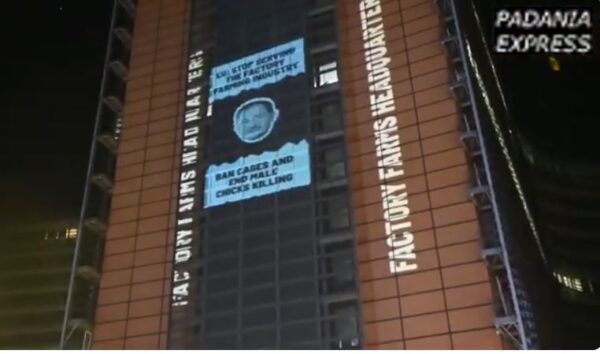 PADANIA
EXPRESS
EU: STOP SERVING
THE FACTORY
FARMING INDUSTRY
BAN CAGES AND
END MALE
CHICKS KILLING
FACTORY FARMS HEADQUARTERS
FACTORY FARMS HEADQUARTER